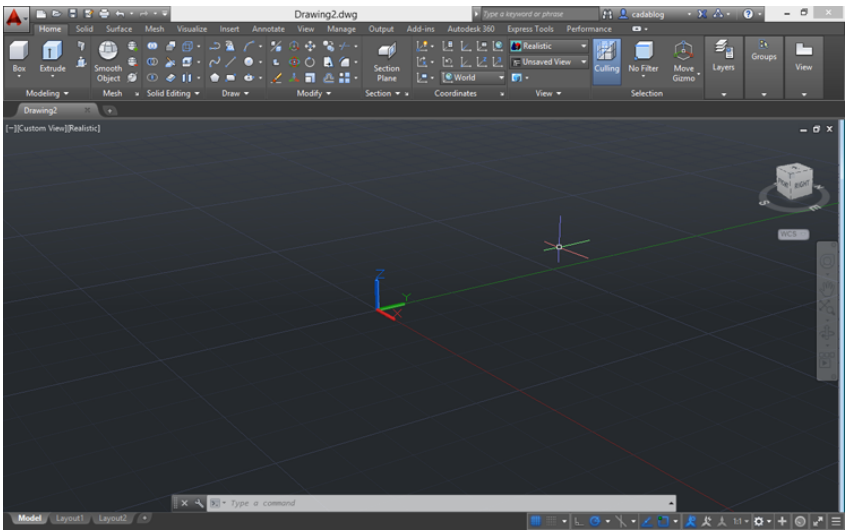 Drawing2.dwg
Type a keyword or phrase
cadablog
Home Solid Surface Mesh Visualize Insert Annotate View Manage Output Add-ins Autodesk 360 Express Tools Performance
Box
Extrude
Smooth Object
Section Plane
Realistic
Unsaved View
World
Culling
No Filter
Move Gizmo
Layers
Groups
View
Modeling Mesh Solid Editing Draw Modify Section Coordinates View Selection
Drawing2
[−][Custom View][Realistic]
RIGHT
S
E
WCS
Z
Y
X
Type a command
Model Layout1 Layout2
1:1